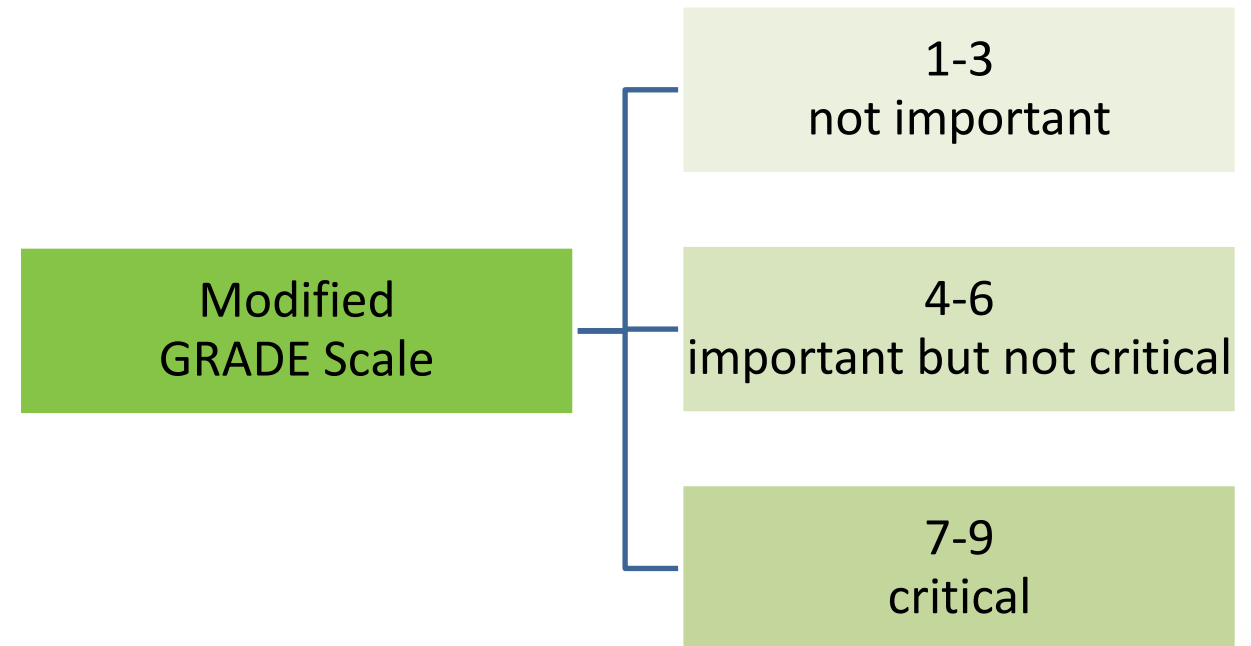 Modified
GRADE Scale
1-3
not important
4-6
important but not critical
7-9
critical